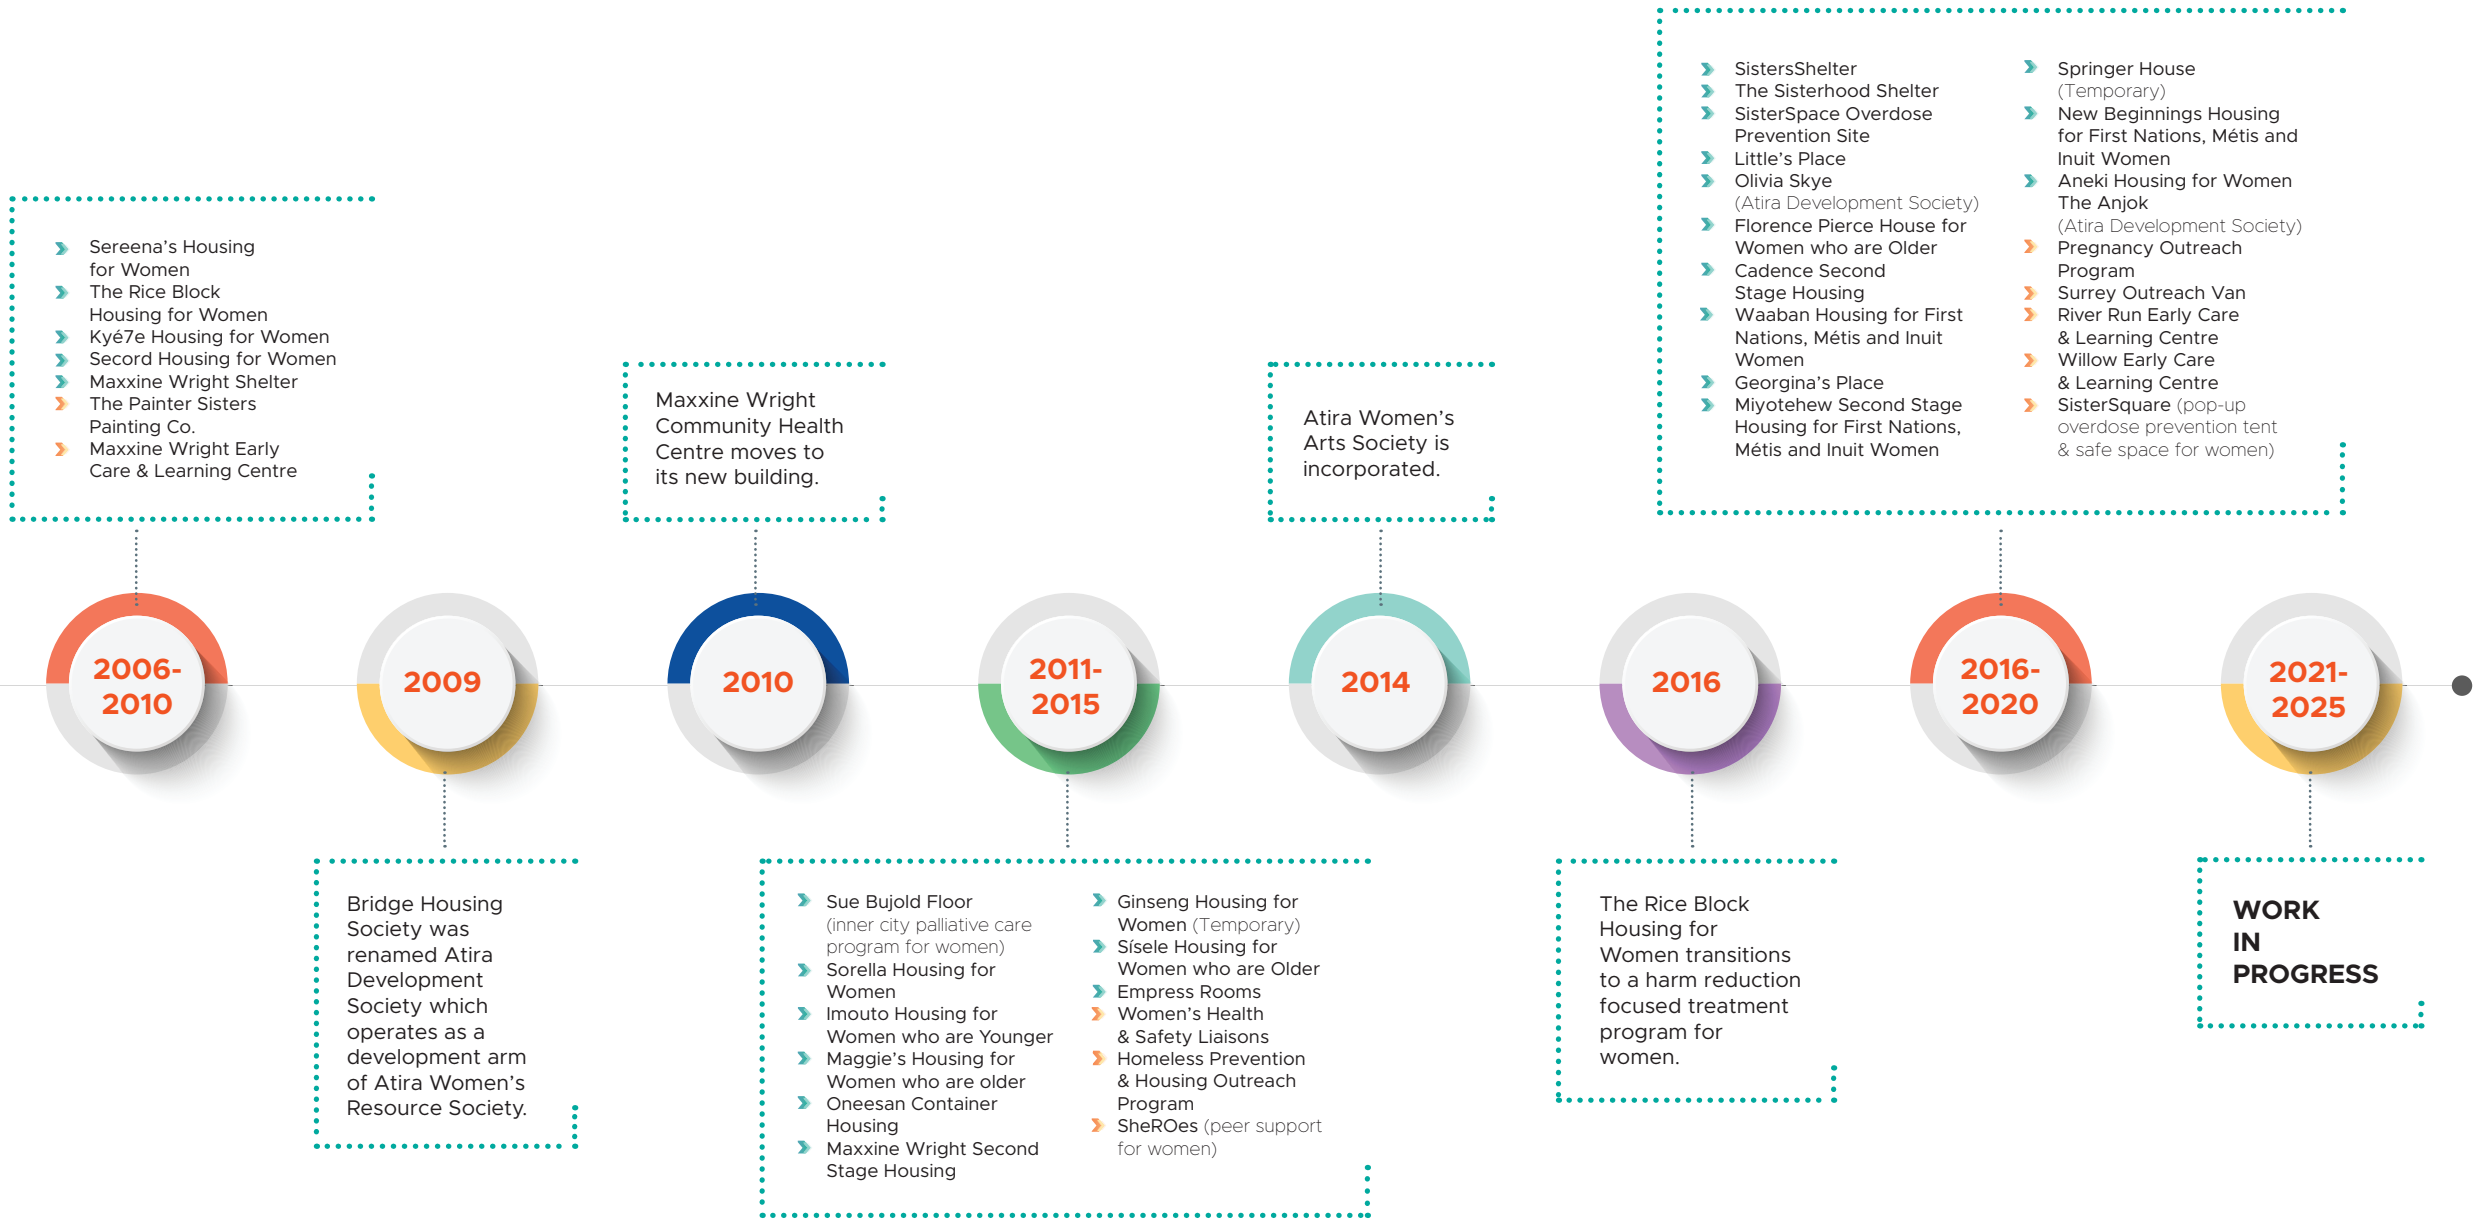 Sereena's Housing
for Women
The Rice Block
Housing for Women
Kyé7e Housing for Women
Secord Housing for Women
Maxxine Wright Shelter
The Painter Sisters
Painting Co.
Maxxine Wright Early
Care & Learning Centre
2006-
2010
2009
Bridge Housing
Society was
renamed Atira
Development
Society which
operates as a
development arm
of Atira Women's
Resource Society.
Maxxine Wright
Community Health
Centre moves to
its new building.
2010
2011-
2015
Sue Bujold Floor
(inner city palliative care
program for women)
Sorella Housing for
Women
Imouto Housing for
Women who are Younger
Maggie's Housing for
Women who are older
Oneesan Container
Housing
Maxxine Wright Second
Stage Housing
Ginseng Housing for
Women (Temporary)
Sísele Housing for
Women who are Older
Empress Rooms
Women's Health
& Safety Liaisons
Homeless Prevention
& Housing Outreach
Program
SheROes (peer support
for women)
Atira Women's
Arts Society is
incorporated.
2014
2016
The Rice Block
Housing for
Women transitions
to a harm reduction
focused treatment
program for
women.
SistersShelter
The Sisterhood Shelter
SisterSpace Overdose
Prevention Site
Little's Place
Olivia Skye
(Atira Development Society)
Florence Pierce House for
Women who are Older
Cadence Second
Stage Housing
Waaban Housing for First
Nations, Métis and Inuit
Women
Georgina's Place
Miyotehew Second Stage
Housing for First Nations,
Métis and Inuit Women
Springer House
(Temporary)
New Beginnings Housing
for First Nations, Métis and
Inuit Women
Aneki Housing for Women
The Anjok
(Atira Development Society)
Pregnancy Outreach
Program
Surrey Outreach Van
River Run Early Care
& Learning Centre
Willow Early Care
& Learning Centre
SisterSquare (pop-up
overdose prevention tent
& safe space for women)
2016-
2020
2021-
2025
WORK
IN
PROGRESS